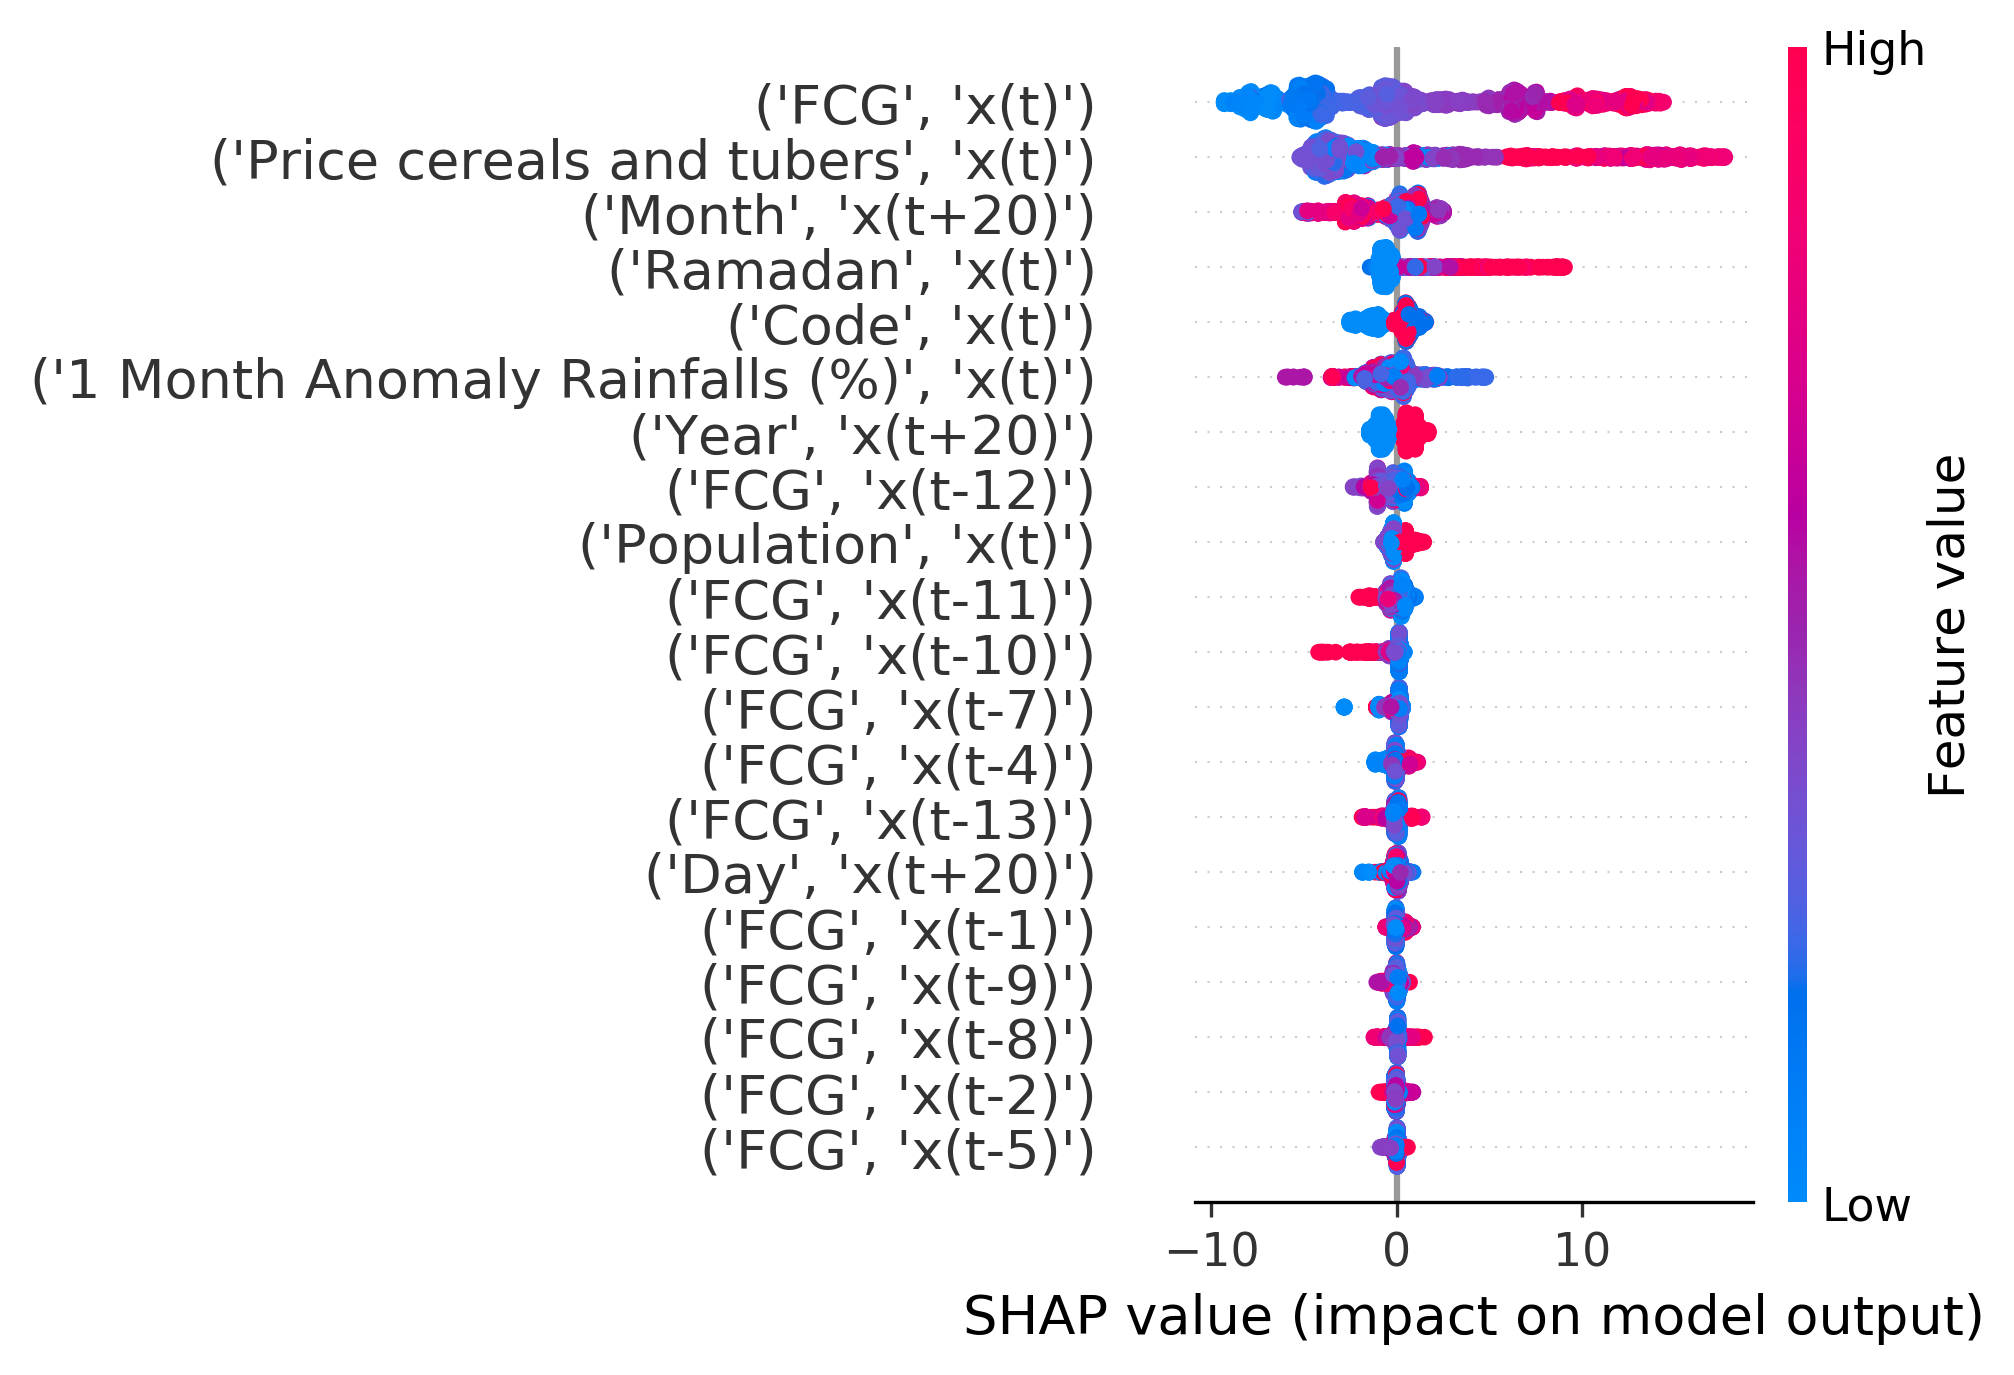 High
('FCG', 'x(t)')
('Price cereals and tubers', 'x(t)')
('Month', 'x(t+20)')
('Ramadan', 'x(t)')
('Code', 'x(t)')
('1 Month Anomaly Rainfalls (%)', 'x(t)')
('Year', 'x(t+20)')
('FCG', 'x(t-12)')
('Population', 'x(t)')
('FCG', 'x(t-11)')
('FCG', 'x(t-10)')
('FCG', 'x(t-7)')
('FCG', 'x(t-4)')
('FCG', 'x(t-13)')
('Day', 'x(t+20)')
('FCG', 'x(t-1)')
('FCG', 'x(t-9)')
('FCG', 'x(t-8)')
('FCG', 'x(t-2)')
('FCG', 'x(t-5)')
Feature value
Low
−10 0 10
SHAP value (impact on model output)